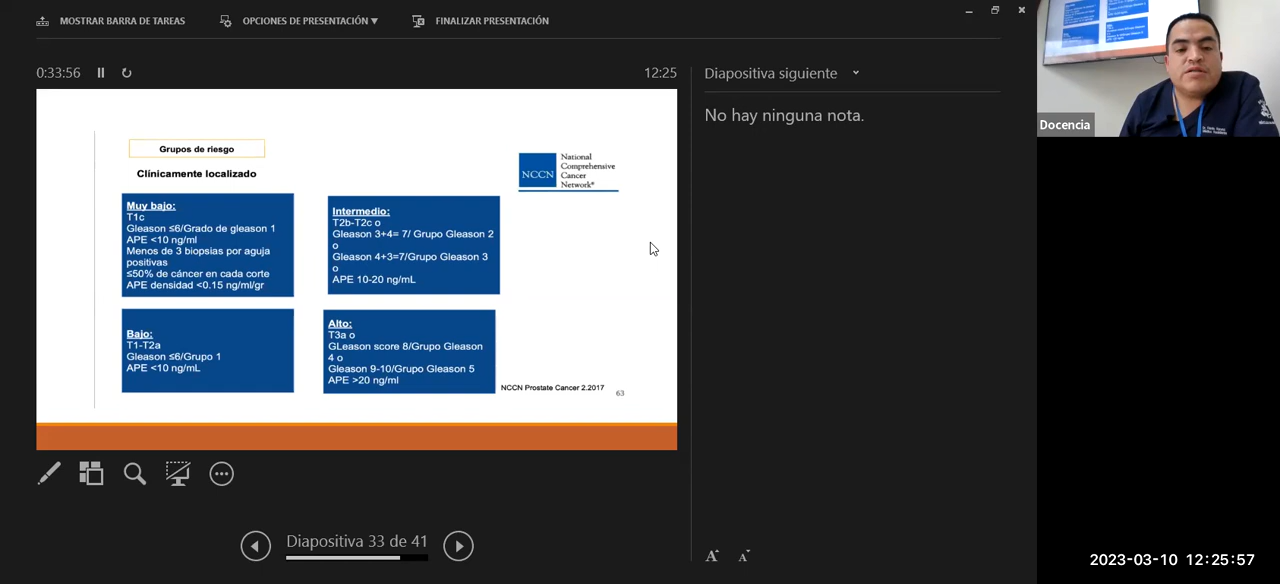 MOSTRAR BARRA DE TAREAS
OPCIONES DE PRESENTACIÓN ▼
FINALIZAR PRESENTACIÓN
0:33:56
12:25
Diapositiva siguiente
No hay ninguna nota.
Docencia
Grupos de riesgo
Clínicamente localizado
NCCN
National
Comprehensive
Cancer
Network®
Muy bajo:
T1c
Gleason ≤6/Grado de gleason 1
APE <10 ng/ml
Menos de 3 biopsias por aguja
positivas
≤50% de cáncer en cada corte
APE densidad <0.15 ng/ml/gr
Intermedio:
T2b-T2c o
Gleason 3+4= 7/ Grupo Gleason 2
o
Gleason 4+3=7/Grupo Gleason 3
o
APE 10-20 ng/mL
Bajo:
T1-T2a
Gleason ≤6/Grupo 1
APE <10 ng/mL
Alto:
T3a o
GLeason score 8/Grupo Gleason
4 o
Gleason 9-10/Grupo Gleason 5
APE >20 ng/ml
NCCN Prostate Cancer 2.2017
63
Diapositiva 33 de 41
A A
2023-03-10 12:25:57